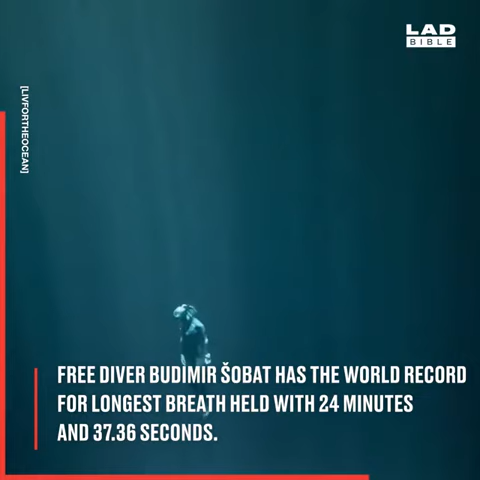 LAD
BIBLE
[LIVFORTHEOCEAN]
FREE DIVER BUDIMIR ŠOBAT HAS THE WORLD RECORD
FOR LONGEST BREATH HELD WITH 24 MINUTES
AND 37.36 SECONDS.